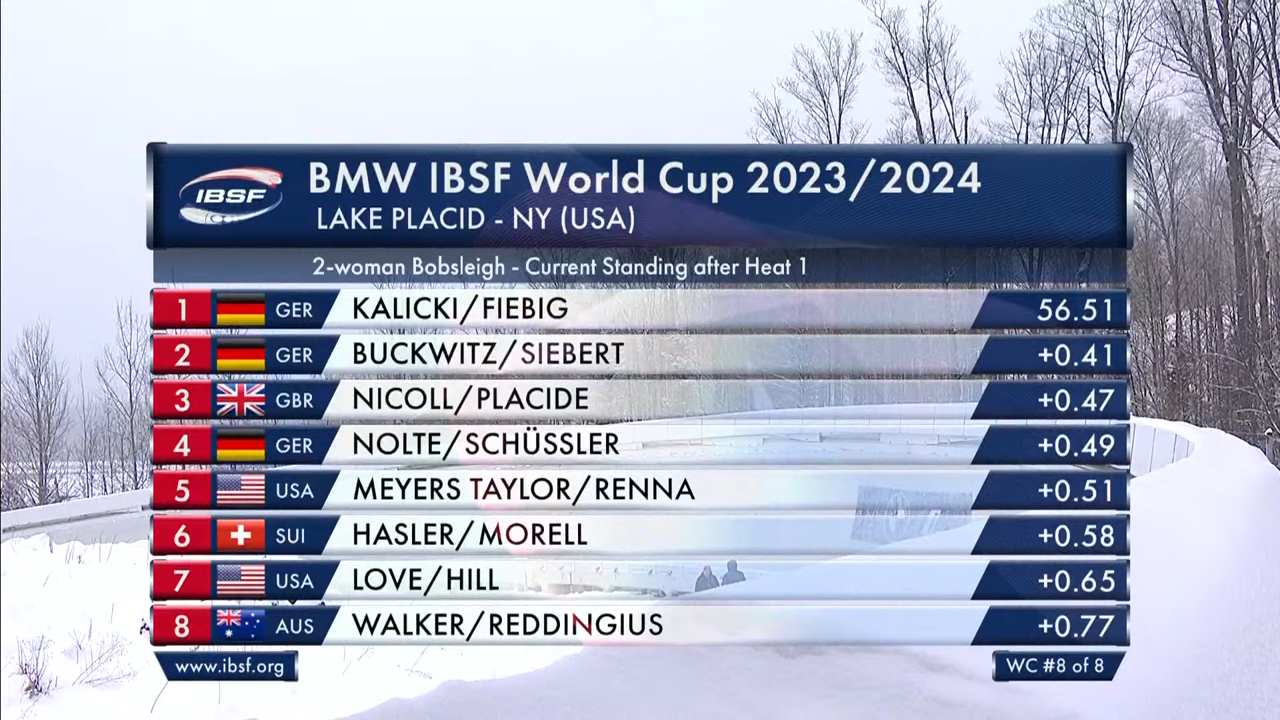 IBSF
BMW IBSF World Cup 2023/2024
LAKE PLACID - NY (USA)
2-woman Bobsleigh - Current Standing after Heat 1
1 GER KALICKI/FIEBIG 56.51
2 GER BUCKWITZ/SIEBERT +0.41
3 GBR NICOLL/PLACIDE +0.47
4 GER NOLTE/SCHÜSSLER +0.49
5 USA MEYERS TAYLOR/RENNA +0.51
6 SUI HASLER/MORELL +0.58
7 USA LOVE/HILL +0.65
8 AUS WALKER/REDDINGIUS +0.77
www.ibsf.org WC #8 of 8